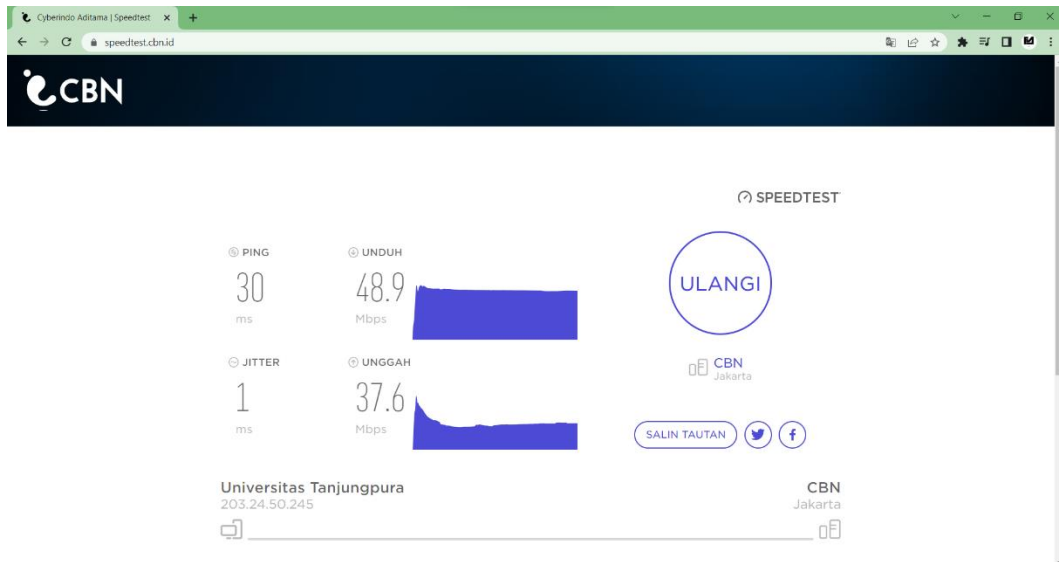 Cyberindo Aditama | Speedtest
speedtest.cbn.id
CBN
SPEEDTEST
PING
30
ms
UNDUH
48.9
Mbps
JITTER
1
ms
UNGGAH
37.6
Mbps
ULANGI
CBN
Jakarta
SALIN TAUTAN
Universitas Tanjungpura
203.24.50.245
CBN
Jakarta